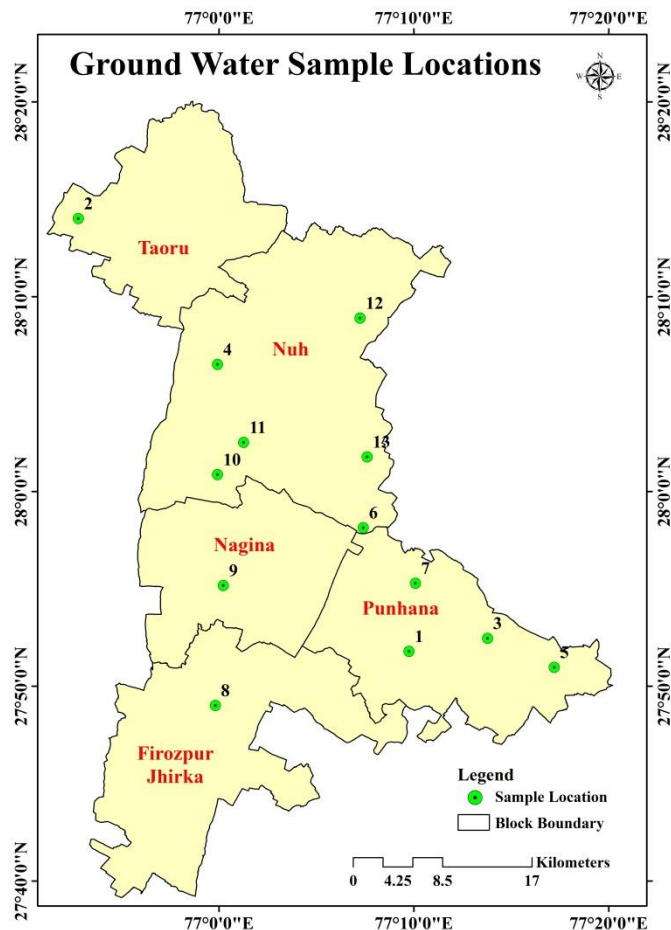 77°0'0"E 77°10'0"E 77°20'0"E
Ground Water Sample Locations
N
W E
S
28°20'0"N 28°20'0"N
2
Taoru
28°10'0"N 28°10'0"N
12
4
Nuh
11
13
10
28°0'0"N 28°0'0"N
6
Nagina
9
7
Punhana
3
1
5
27°50'0"N 27°50'0"N
8
Firozpur
Jhirka
Legend
Sample Location
Block Boundary
Kilometers
0 4.25 8.5 17
27°40'0"N 27°40'0"N
77°0'0"E 77°10'0"E 77°20'0"E